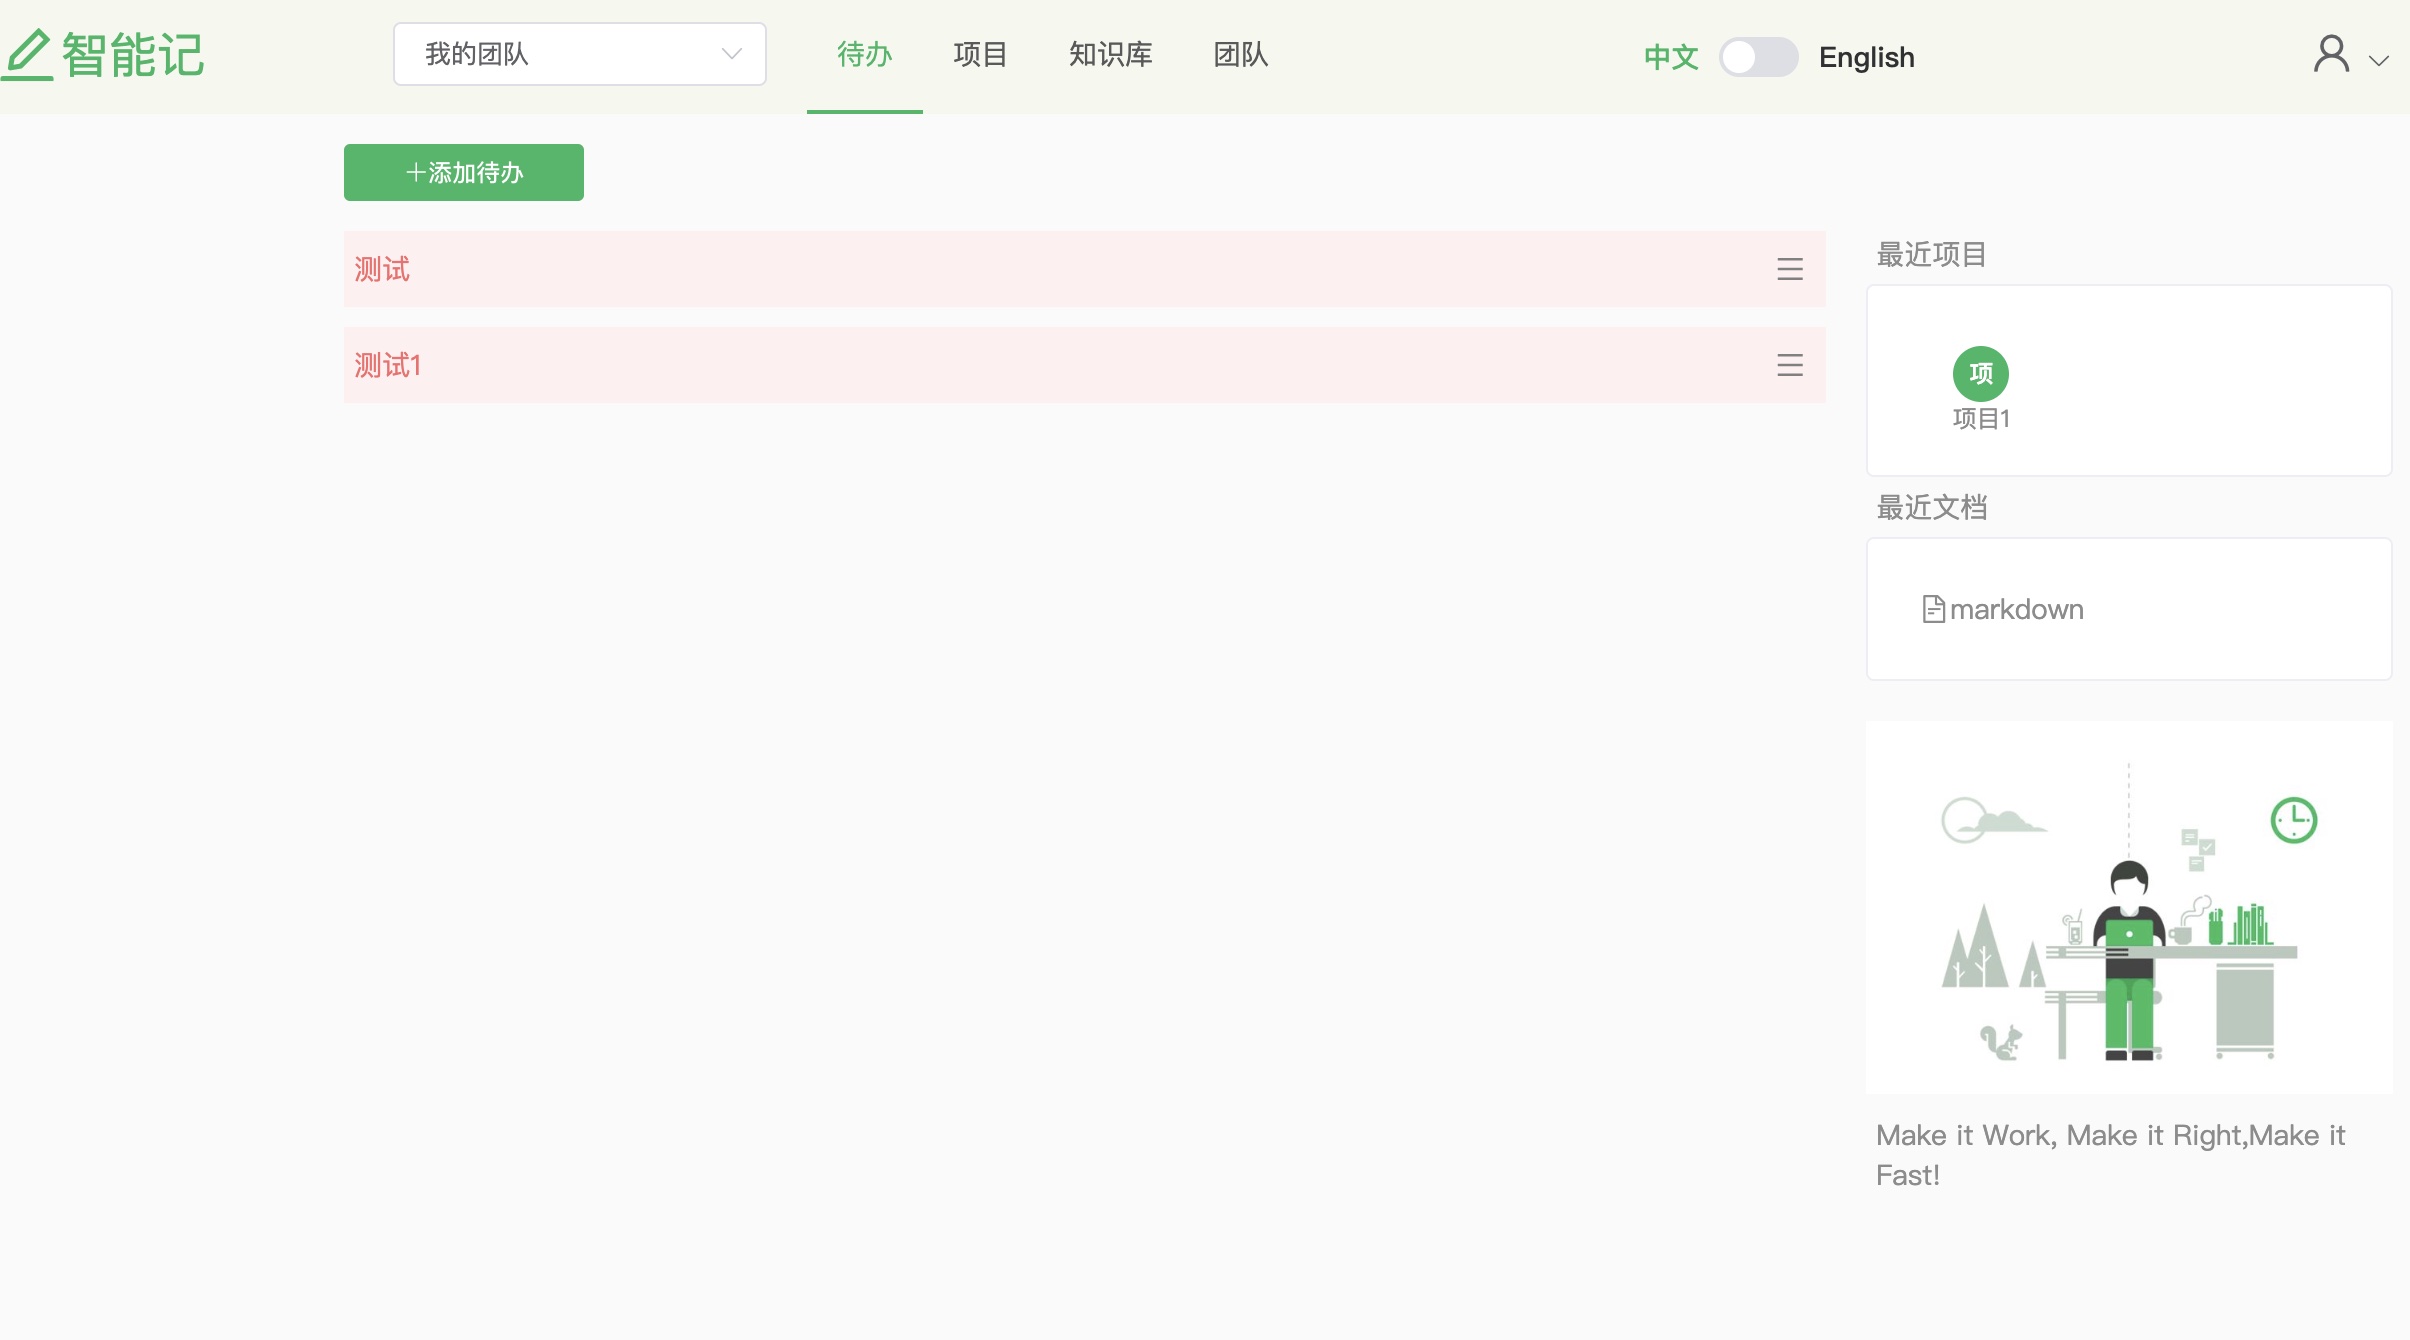 智能记
我的团队
待办
项目
知识库
团队
中文
English
+添加待办
测试
测试1
最近项目
项
项目1
最近文档
markdown
Make it Work, Make it Right,Make it
Fast!